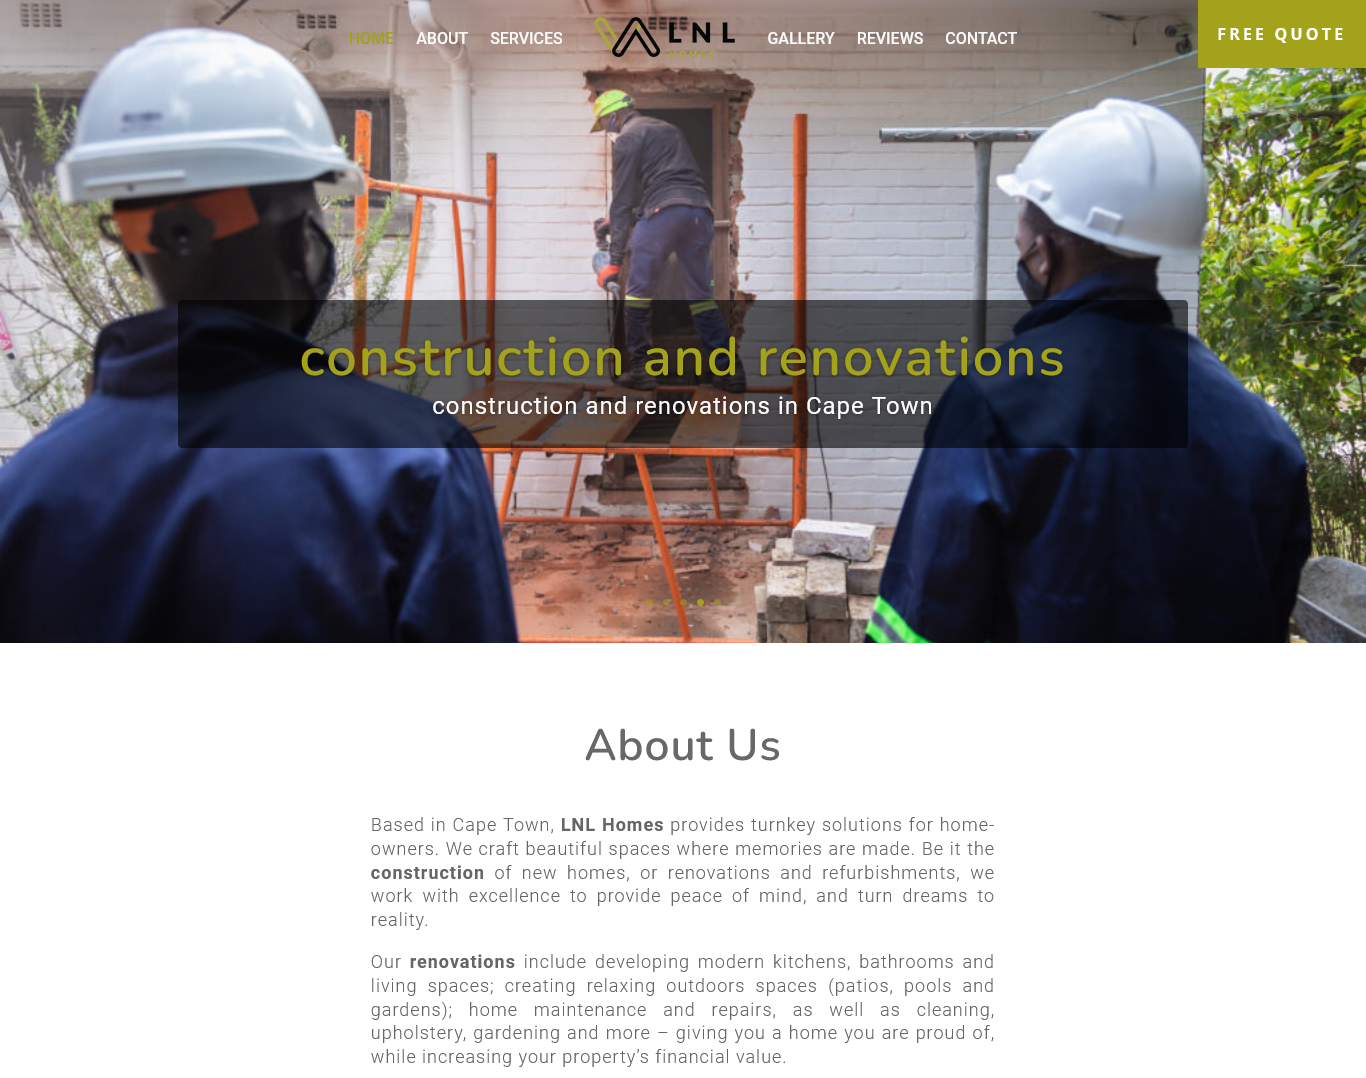 HOME ABOUT SERVICES LNL GALLERY REVIEWS CONTACT FREE QUOTE
HOMES
construction and renovations
construction and renovations in Cape Town
About Us
Based in Cape Town, LNL Homes provides turnkey solutions for home-
owners. We craft beautiful spaces where memories are made. Be it the
construction of new homes, or renovations and refurbishments, we
work with excellence to provide peace of mind, and turn dreams to
reality.
Our renovations include developing modern kitchens, bathrooms and
living spaces; creating relaxing outdoors spaces (patios, pools and
gardens); home maintenance and repairs, as well as cleaning,
upholstery, gardening and more – giving you a home you are proud of,
while increasing your property’s financial value.